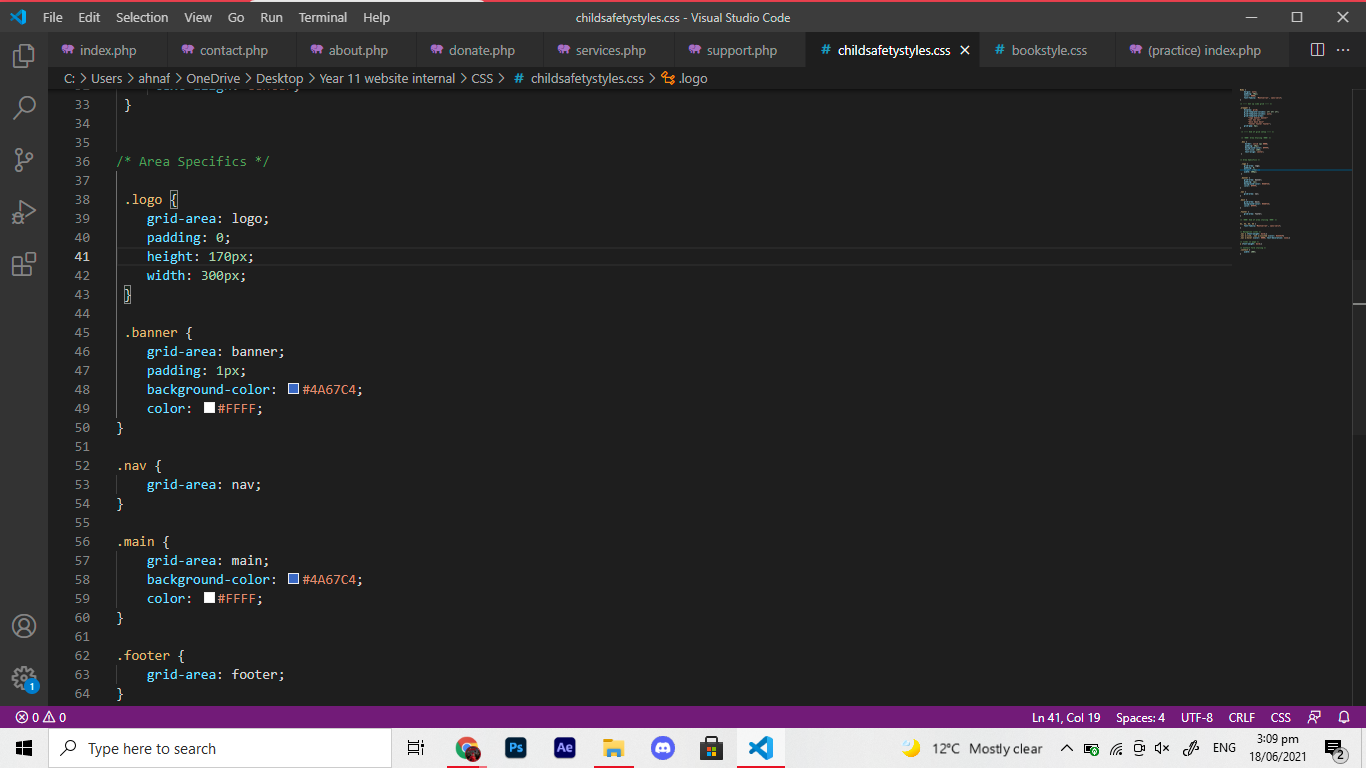 File Edit Selection View Go Run Terminal Help childsafetystyles.css - Visual Studio Code
index.php contact.php about.php donate.php services.php support.php # childsafetystyles.css # bookstyle.css (practice) index.php
C: > Users > ahnaf > OneDrive > Desktop > Year 11 website internal > CSS > # childsafetystyles.css > .logo
33 }
34
35
36 /* Area Specifics */
37
38 .logo {
39 grid-area: logo;
40 padding: 0;
41 height: 170px;
42 width: 300px;
43 }
44
45 .banner {
46 grid-area: banner;
47 padding: 1px;
48 background-color: #4A67C4;
49 color: #FFFF;
50 }
51
52 .nav {
53 grid-area: nav;
54 }
55
56 .main {
57 grid-area: main;
58 background-color: #4A67C4;
59 color: #FFFF;
60 }
61
62 .footer {
63 grid-area: footer;
64 }
1
0 0 Ln 41, Col 19 Spaces: 4 UTF-8 CRLF CSS
Type here to search Ps Ae 12°C Mostly clear ENG 3:09 pm
18/06/2021 2